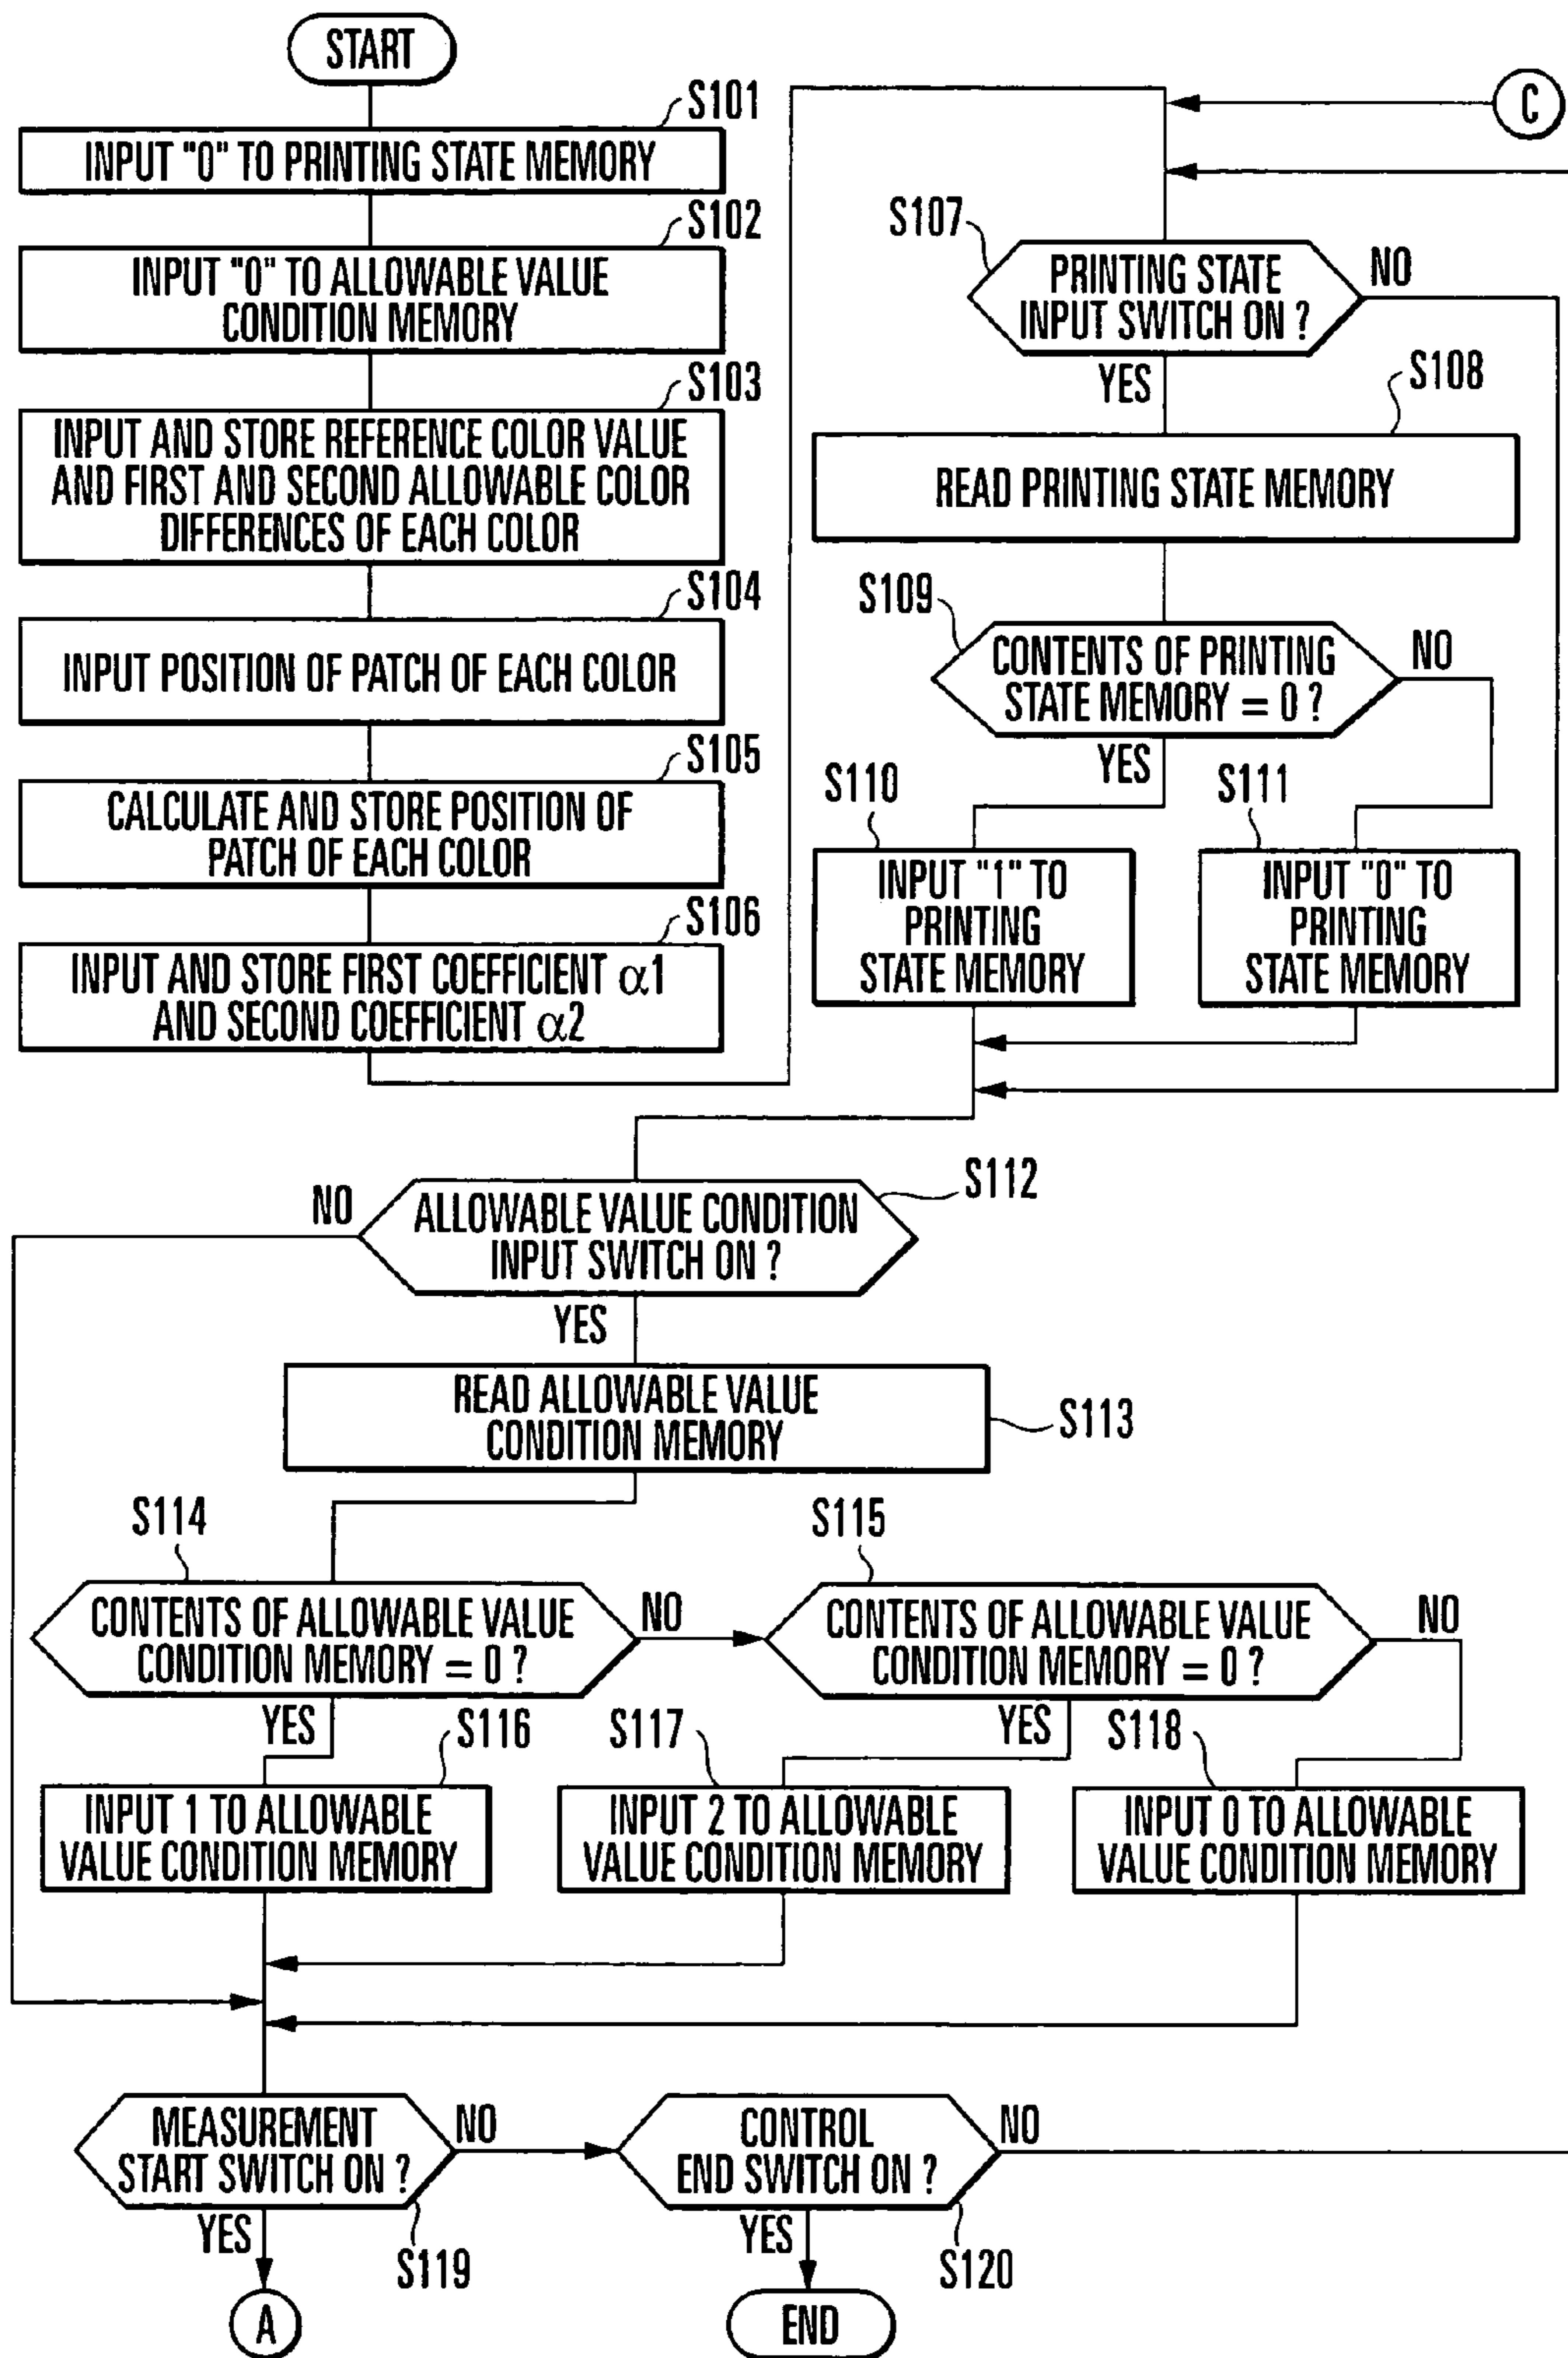 START
S101
INPUT "0" TO PRINTING STATE MEMORY
S102
INPUT "0" TO ALLOWABLE VALUE
CONDITION MEMORY
S103
INPUT AND STORE REFERENCE COLOR VALUE
AND FIRST AND SECOND ALLOWABLE COLOR
DIFFERENCES OF EACH COLOR
S104
INPUT POSITION OF PATCH OF EACH COLOR
S105
CALCULATE AND STORE POSITION OF
PATCH OF EACH COLOR
S106
INPUT AND STORE FIRST COEFFICIENT α1
AND SECOND COEFFICIENT α2
C
S107
PRINTING STATE
INPUT SWITCH ON ?
NO
YES
S108
READ PRINTING STATE MEMORY
S109
CONTENTS OF PRINTING
STATE MEMORY = 0 ?
NO
YES
S110
INPUT "1" TO
PRINTING
STATE MEMORY
S111
INPUT "0" TO
PRINTING
STATE MEMORY
S112
NO
ALLOWABLE VALUE CONDITION
INPUT SWITCH ON ?
YES
READ ALLOWABLE VALUE
CONDITION MEMORY
S113
S114
CONTENTS OF ALLOWABLE VALUE
CONDITION MEMORY = 0 ?
NO
YES
S115
CONTENTS OF ALLOWABLE VALUE
CONDITION MEMORY = 0 ?
NO
YES
S116
INPUT 1 TO ALLOWABLE
VALUE CONDITION MEMORY
S117
INPUT 2 TO ALLOWABLE
VALUE CONDITION MEMORY
S118
INPUT 0 TO ALLOWABLE
VALUE CONDITION MEMORY
MEASUREMENT
START SWITCH ON ?
NO
YES
S119
A
CONTROL
END SWITCH ON ?
NO
YES
S120
END